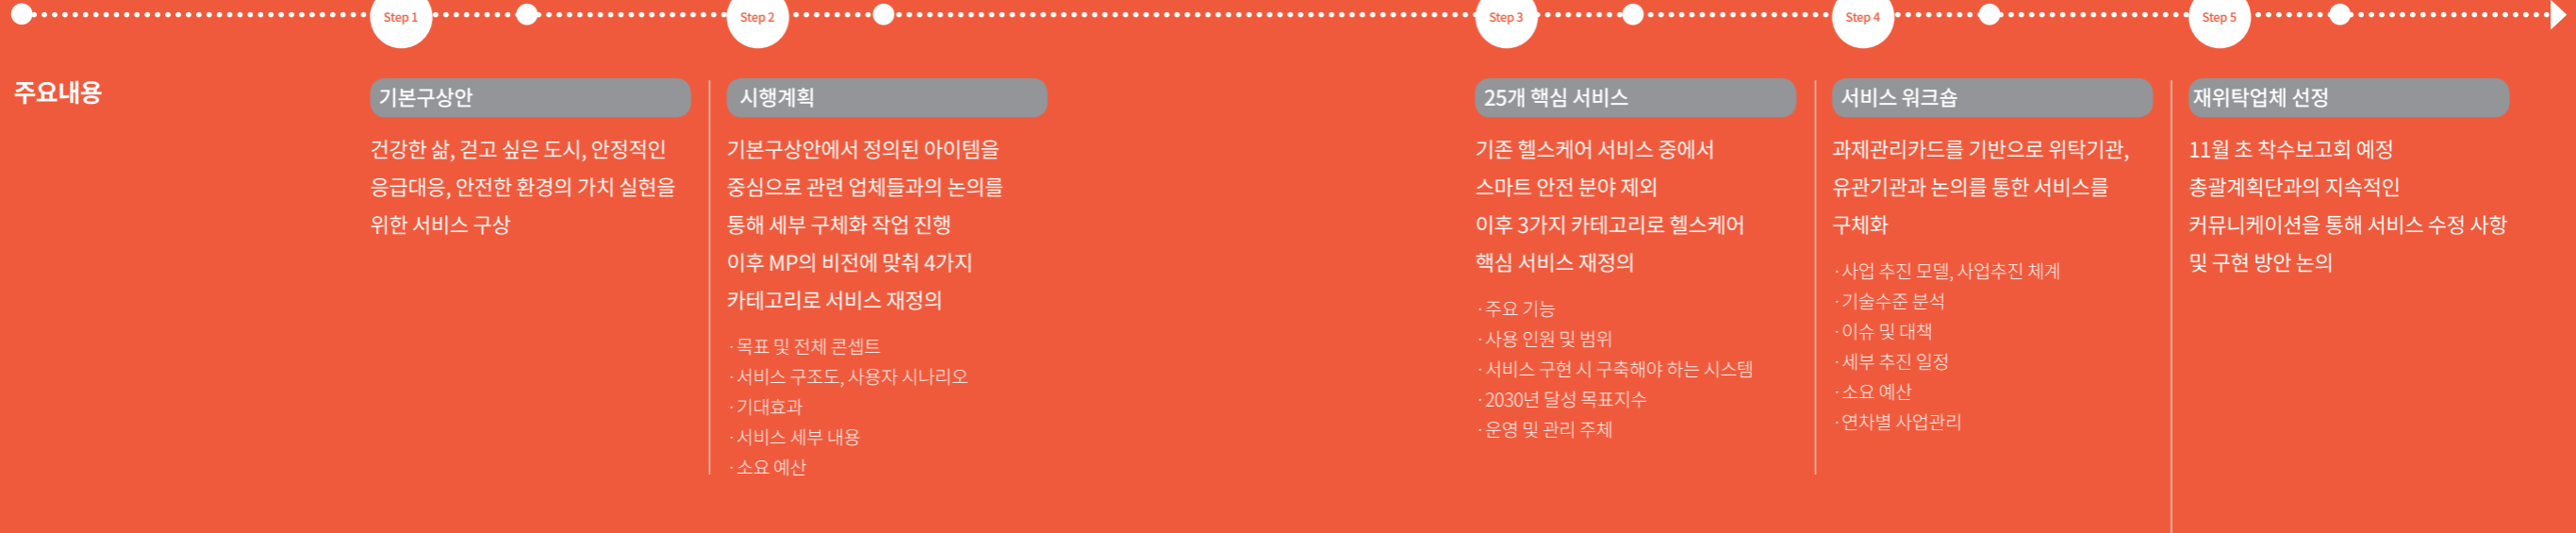 Step 1
Step 2
Step 3
Step 4
Step 5
주요내용
기본구상안
건강한 삶, 걷고 싶은 도시, 안정적인
응급대응, 안전한 환경의 가치 실현을
위한 서비스 구상
시행계획
기본구상안에서 정의된 아이템을
중심으로 관련 업체들과의 논의를
통해 세부 구체화 작업 진행
이후 MP의 비전에 맞춰 4가지
카테고리로 서비스 재정의
· 목표 및 전체 콘셉트
· 서비스 구조도, 사용자 시나리오
· 기대효과
· 서비스 세부 내용
· 소요 예산
25개 핵심 서비스
기존 헬스케어 서비스 중에서
스마트 안전 분야 제외
이후 3가지 카테고리로 헬스케어
핵심 서비스 재정의
· 주요 기능
· 사용 인원 및 범위
· 서비스 구현 시 구축해야 하는 시스템
· 2030년 달성 목표지수
· 운영 및 관리 주체
서비스 워크숍
과제관리카드를 기반으로 위탁기관,
유관기관과 논의를 통한 서비스를
구체화
· 사업 추진 모델, 사업추진 체계
· 기술수준 분석
· 이슈 및 대책
· 세부 추진 일정
· 소요 예산
· 연차별 사업관리
재위탁업체 선정
11월 초 착수보고회 예정
총괄계획단과의 지속적인
커뮤니케이션을 통해 서비스 수정 사항
및 구현 방안 논의